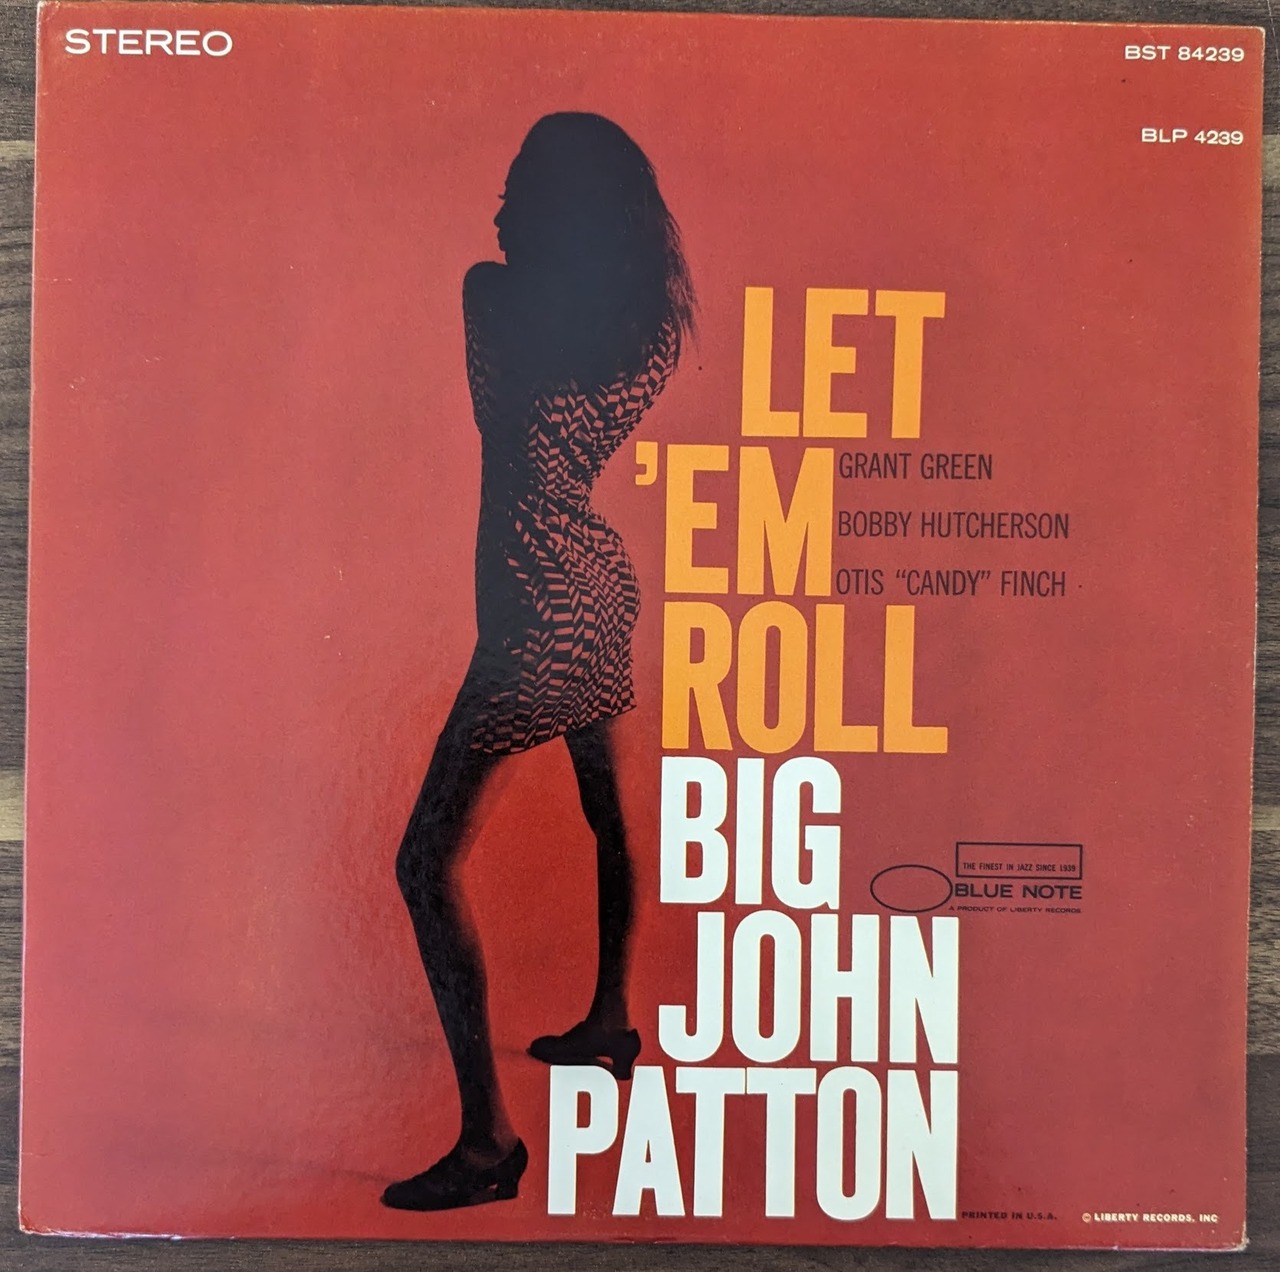 STEREO
BST 84239
BLP 4239
LET
’EM
GRANT GREEN
BOBBY HUTCHERSON
OTIS “CANDY” FINCH
ROLL
BIG
JOHN
PATTON
THE FINEST IN JAZZ SINCE 1939
BLUE NOTE
A PRODUCT OF LIBERTY RECORDS
PRINTED IN U.S.A.
© LIBERTY RECORDS, INC